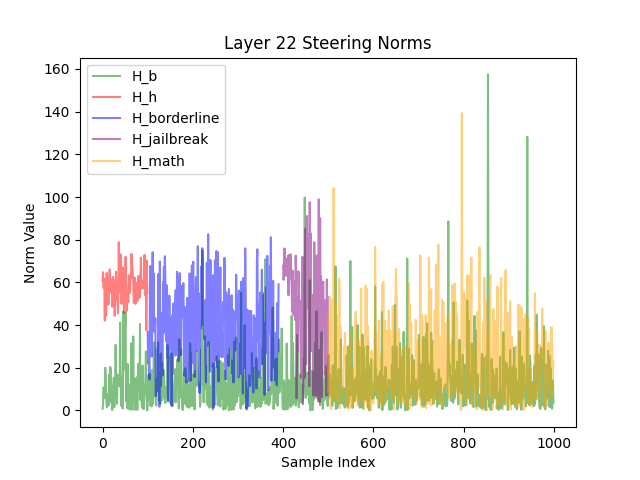 Layer 22 Steering Norms
H_b
H_h
H_borderline
H_jailbreak
H_math
Norm Value
160
140
120
100
80
60
40
20
0
0 200 400 600 800 1000
Sample Index